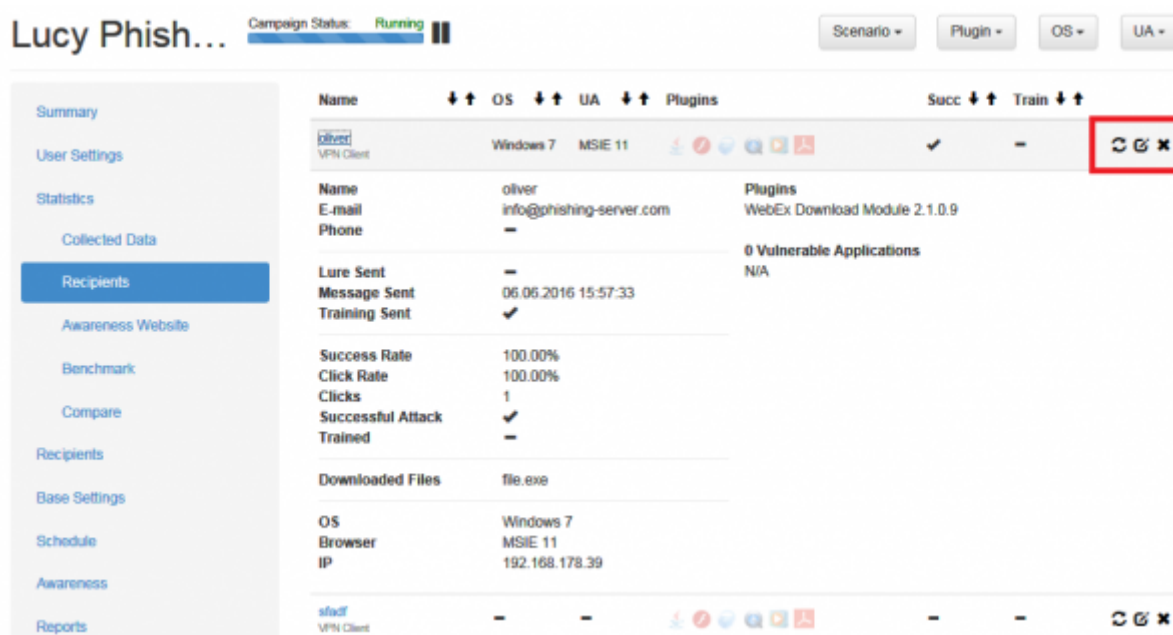 Lucy Phish...
Campaign Status: Running
Scenario
Plugin
OS
UA
Summary
User Settings
Statistics
Collected Data
Recipients
Awareness Website
Benchmark
Compare
Recipients
Base Settings
Schedule
Awareness
Reports
Name OS UA Plugins Succ Train
oliver Windows 7 MSIE 11
VPN Client
Name oliver
E-mail info@phishing-server.com
Phone –
Lure Sent –
Message Sent 06.06.2016 15:57:33
Training Sent ✔
Success Rate 100.00%
Click Rate 100.00%
Clicks 1
Successful Attack ✔
Trained –
Downloaded Files file.exe
OS Windows 7
Browser MSIE 11
IP 192.168.178.39
Plugins
WebEx Download Module 2.1.0.9
0 Vulnerable Applications
N/A
sfadf – –
VPN Client